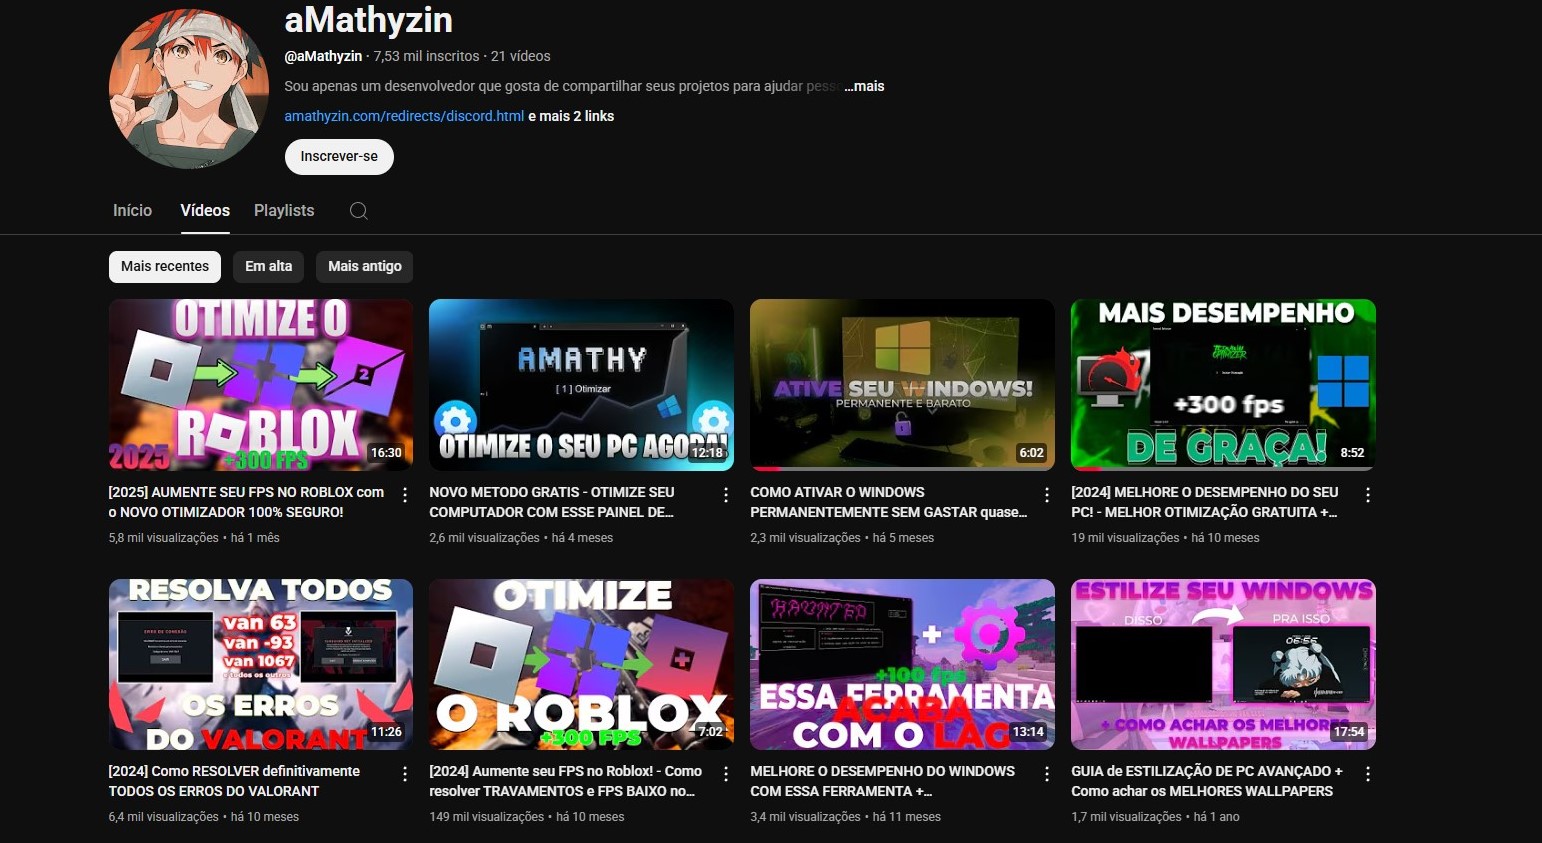 aMathyzin
@aMathyzin · 7,53 mil inscritos · 21 vídeos
Sou apenas um desenvolvedor que gosta de compartilhar seus projetos para ajudar pess ...mais
amathyzin.com/redirects/discord.html e mais 2 links
Inscrever-se
Início Vídeos Playlists
Mais recentes Em alta Mais antigo
OTIMIZE O
2
ROBLOX
2025 +300 FPS
16:30
AMATHY
[ 1 ] Otimizar
OTIMIZE O SEU PC AGORA!
12:18
ATIVE SEU WINDOWS!
PERMANENTE E BARATO
6:02
MAIS DESEMPENHO
+300 fps
DE GRAÇA!
8:52
[2025] AUMENTE SEU FPS NO ROBLOX com
o NOVO OTIMIZADOR 100% SEGURO!
5,8 mil visualizações • há 1 mês
NOVO METODO GRATIS - OTIMIZE SEU
COMPUTADOR COM ESSE PAINEL DE...
2,6 mil visualizações • há 4 meses
COMO ATIVAR O WINDOWS
PERMANENTEMENTE SEM GASTAR quase...
2,3 mil visualizações • há 5 meses
[2024] MELHORE O DESEMPENHO DO SEU
PC! - MELHOR OTIMIZAÇÃO GRATUITA +...
19 mil visualizações • há 10 meses
RESOLVA TODOS
van 63
van -93
van 1067
e todos os outros
OS ERROS
DO VALORANT
11:26
OTIMIZE
O ROBLOX
+300 FPS
7:02
HAUNTED
+100 fps
ESSA FERRAMENTA
ACABA
COM O LAG
13:14
ESTILIZE SEU WINDOWS
DISSO PRA ISSO
+ COMO ACHAR OS MELHORES
WALLPAPERS
17:54
[2024] Como RESOLVER definitivamente
TODOS OS ERROS DO VALORANT
6,4 mil visualizações • há 10 meses
[2024] Aumente seu FPS no Roblox! - Como
resolver TRAVAMENTOS e FPS BAIXO no...
149 mil visualizações • há 10 meses
MELHORE O DESEMPENHO DO WINDOWS
COM ESSA FERRAMENTA +...
3,4 mil visualizações • há 11 meses
GUIA de ESTILIZAÇÃO DE PC AVANÇADO +
Como achar os MELHORES WALLPAPERS
1,7 mil visualizações • há 1 ano